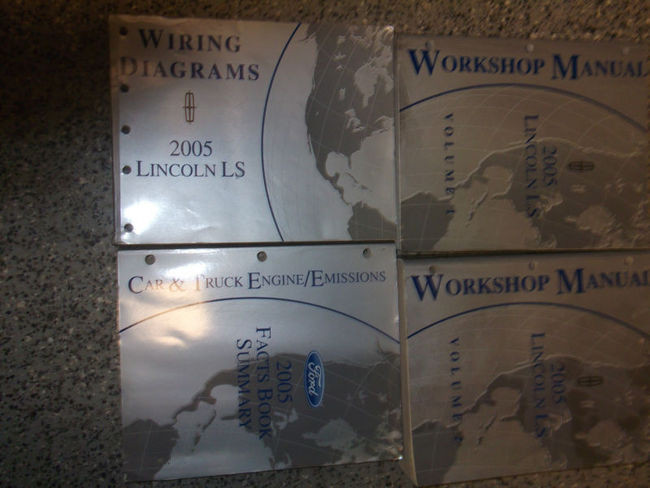 WIRING
DIAGRAMS
2005
LINCOLN LS
WORKSHOP MANUAL
VOLUME 1
2005
LINCOLN LS
CAR & TRUCK ENGINE/EMISSIONS
Ford
2005
FACTS BOOK
SUMMARY
WORKSHOP MANUAL
VOLUME
2005
LINCOLN LS